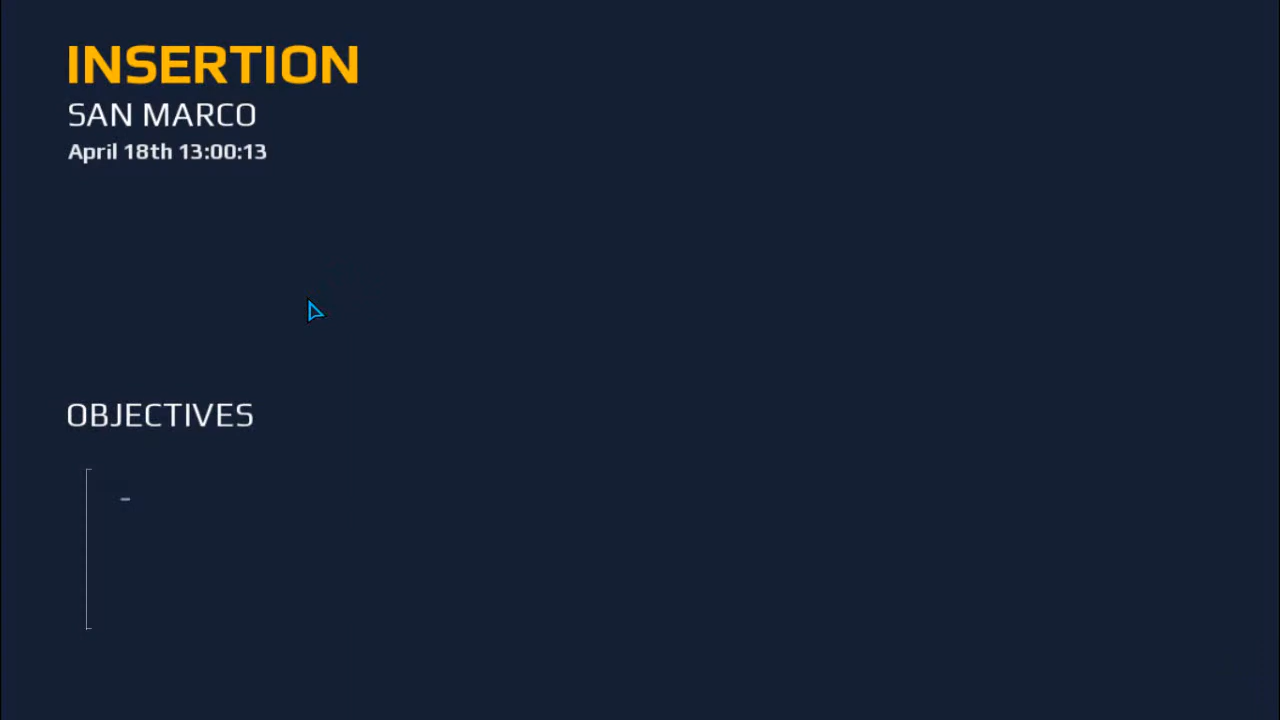 INSERTION
SAN MARCO
April 18th 13:00:13
OBJECTIVES
-